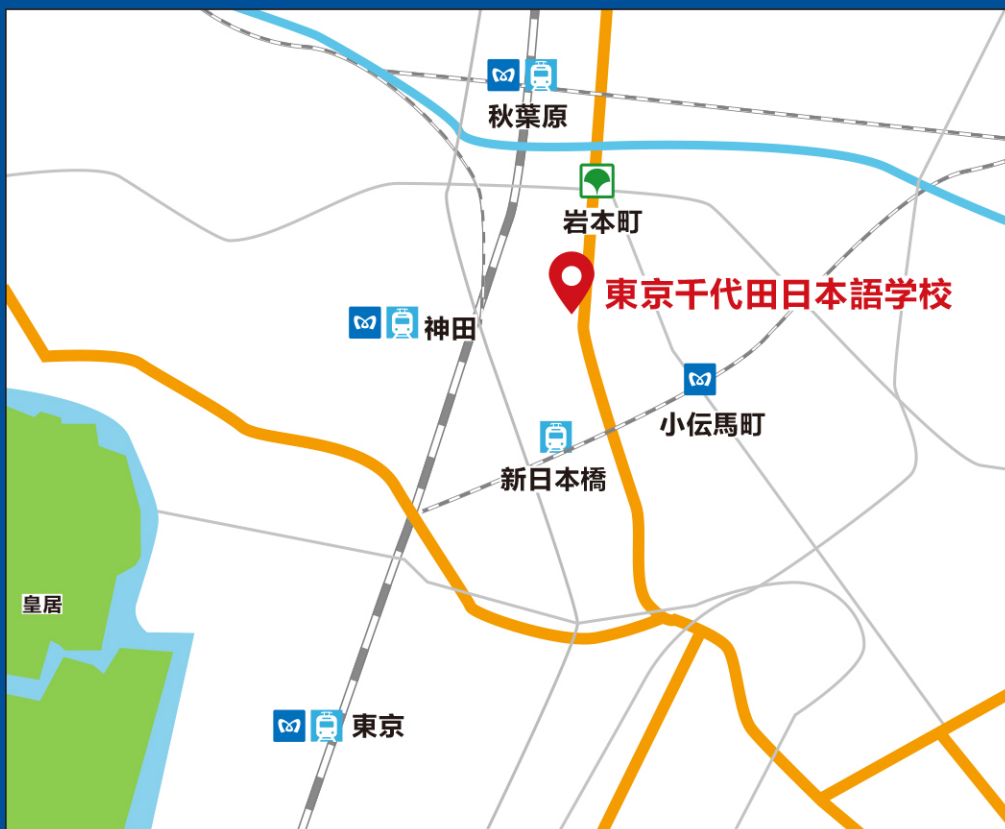 秋葉原
岩本町
東京千代田日本語学校
神田
小伝馬町
新日本橋
皇居
東京